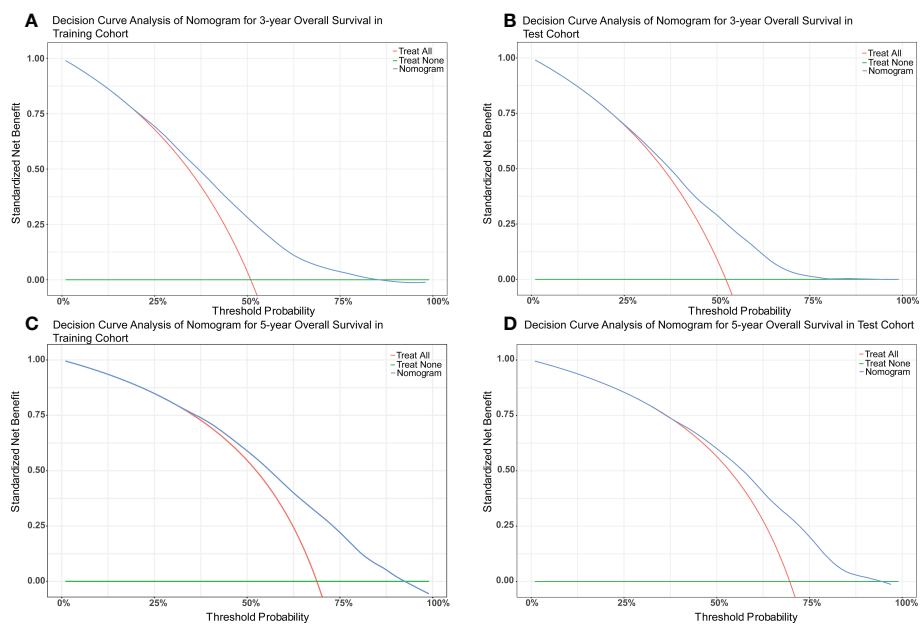 A
Decision Curve Analysis of Nomogram for 3-year Overall Survival in
Training Cohort
Treat All
Treat None
Nomogram
Standardized Net Benefit
1.00
0.75
0.50
0.25
0.00
0%
25%
50%
75%
100%
Threshold Probability
B
Decision Curve Analysis of Nomogram for 3-year Overall Survival in
Test Cohort
Treat All
Treat None
Nomogram
Standardized Net Benefit
1.00
0.75
0.50
0.25
0.00
0%
25%
50%
75%
100%
Threshold Probability
C
Decision Curve Analysis of Nomogram for 5-year Overall Survival in
Training Cohort
Treat All
Treat None
Nomogram
Standardized Net Benefit
1.00
0.75
0.50
0.25
0.00
0%
25%
50%
75%
100%
Threshold Probability
D
Decision Curve Analysis of Nomogram for 5-year Overall Survival in Test Cohort
Treat All
Treat None
Nomogram
Standardized Net Benefit
1.00
0.75
0.50
0.25
0.00
0%
25%
50%
75%
100%
Threshold Probability